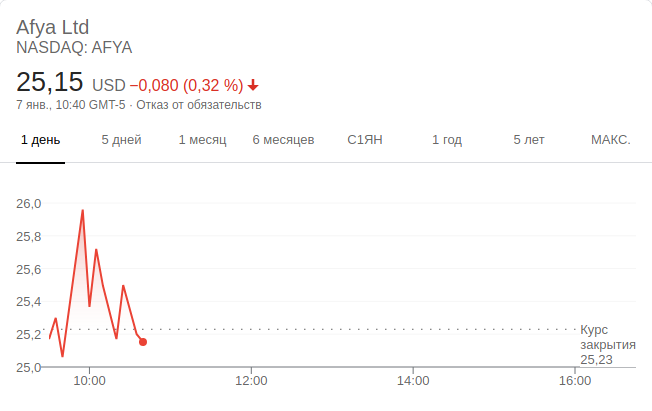 Afya Ltd
NASDAQ: AFYA
25,15 USD −0,080 (0,32 %)
7 янв., 10:40 GMT-5 · Отказ от обязательств
1 день 5 дней 1 месяц 6 месяцев С1ЯН 1 год 5 лет МАКС.
26,0
25,8
25,6
25,4
25,2
25,0
Курс
закрытия
25,23
10:00 12:00 14:00 16:00